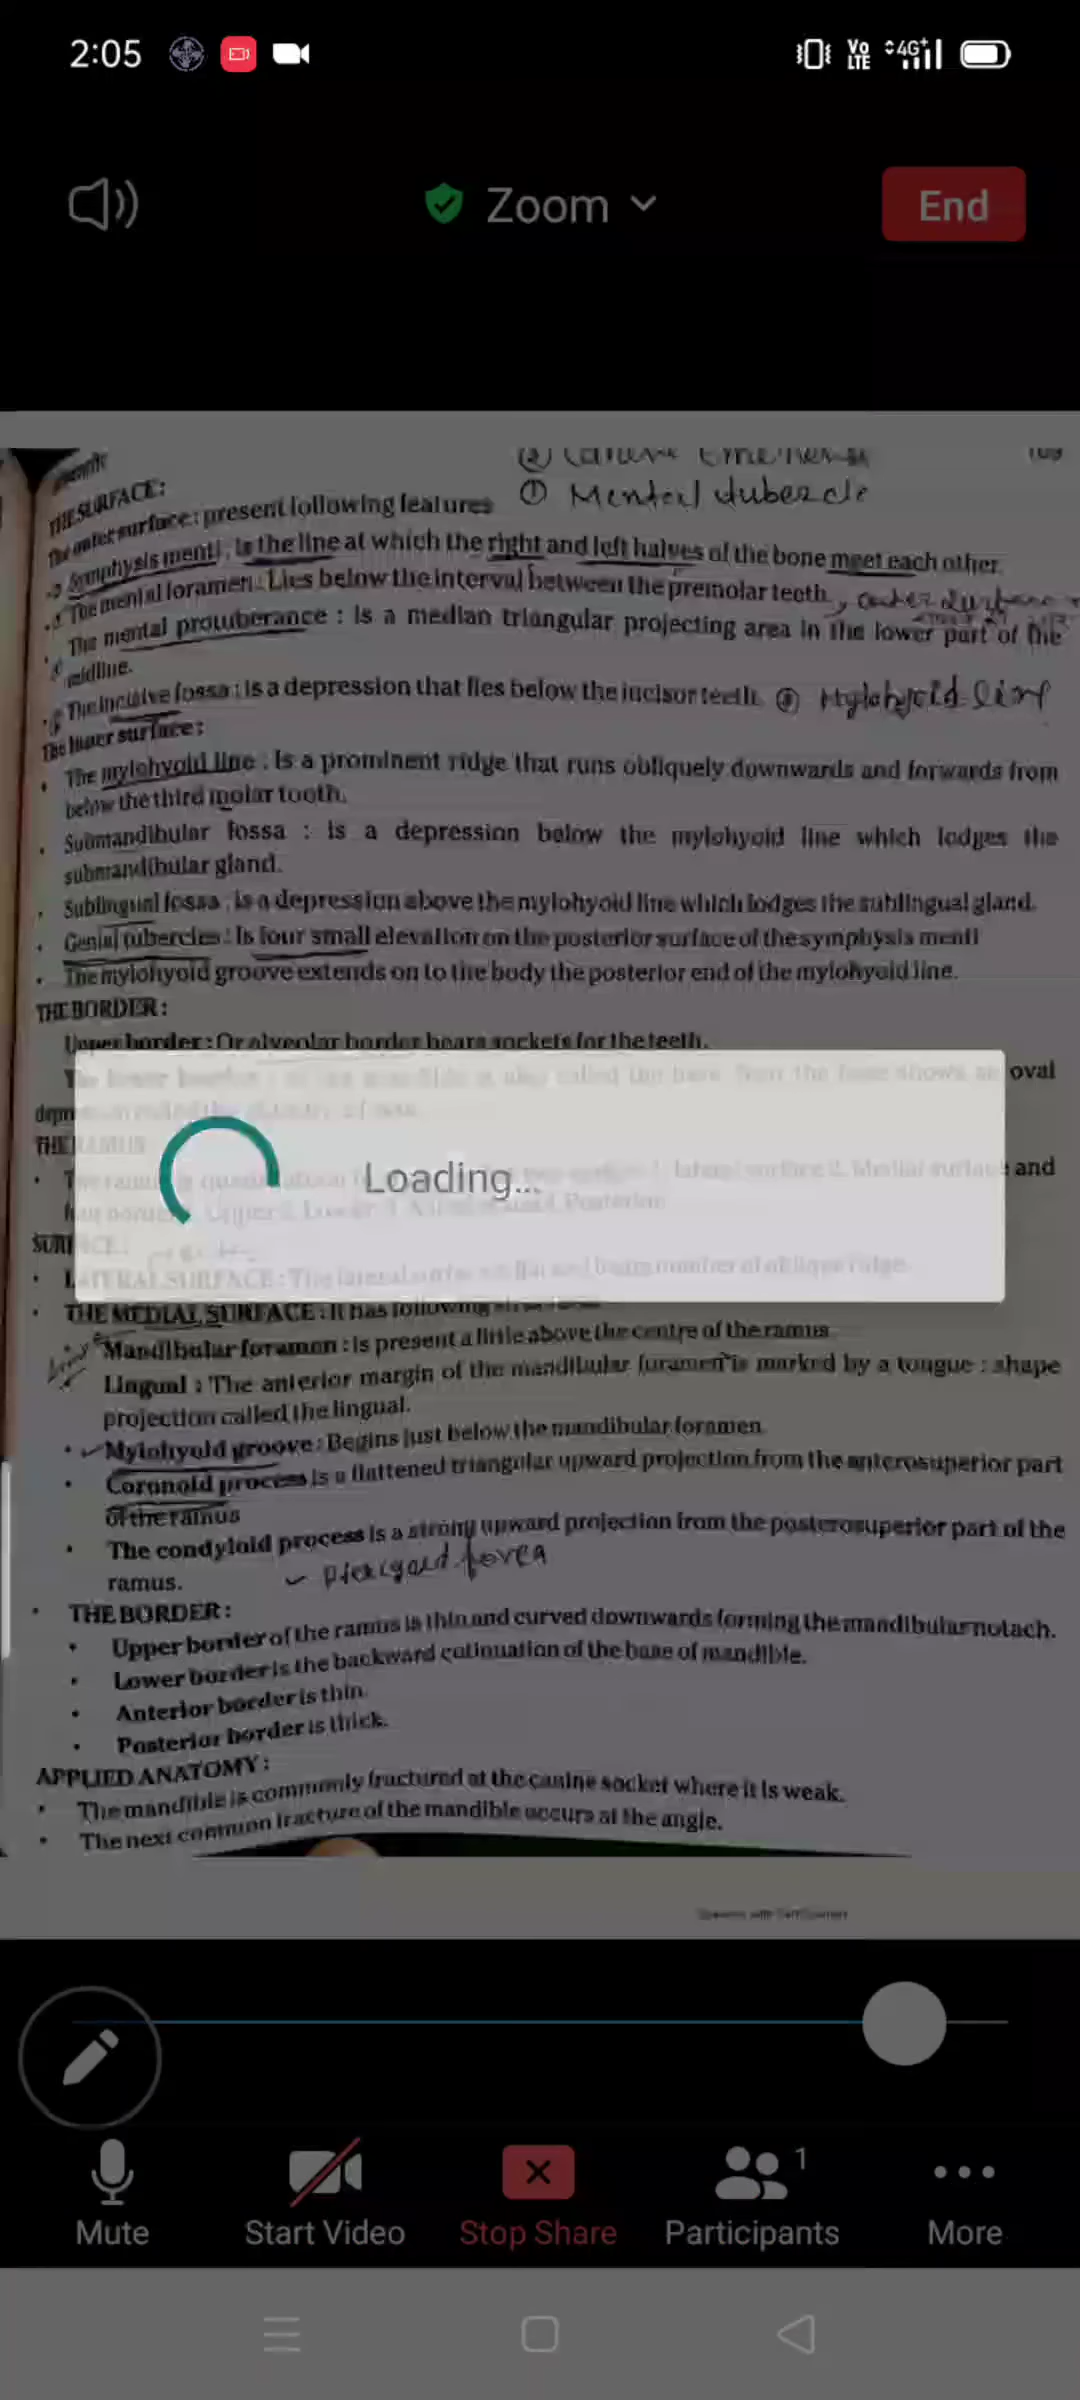 2:05
Vo LTE 4G+
Zoom
End
THE SURFACE:
① Mental tubercle
The outer surface: present following features
Symphysis menti: is the line at which the right and left halves of the bone meet each other.
The mental foramen: Lies below the interval between the premolar teeth,
The mental protuberance : Is a median triangular projecting area in the lower part of the
midline.
The incisive fossa: is a depression that lies below the incisor teeth. Mylohyoid
The inner surface:
The mylohyoid line : Is a prominent ridge that runs obliquely downwards and forwards from
below the third molar tooth.
Submandibular fossa : is a depression below the mylohyoid line which lodges the
submandibular gland.
Sublingual fossa : is a depression above the mylohyoid line which lodges the sublingual gland.
Genial tubercles: Is four small elevation on the posterior surface of the symphysis menti
The mylohyoid groove extends on to the body the posterior end of the mylohyoid line.
THE BORDER:
Upper border: Or alveolar border bears sockets for the teeth.
oval
Loading...
and
THE MEDIAL SURFACE: It has following
Mandibular foramen: is present a little above the centre of the ramus.
Lingual : The anterior margin of the mandibular foramen is marked by a tongue : shape
projection called the lingual.
Mylohyoid groove: Begins just below the mandibular foramen.
Coronoid process is a flattened triangular upward projection from the anterosuperior part
of the ramus
The condyloid process is a strong upward projection from the posterosuperior part of the
ramus.
THE BORDER:
Upper border of the ramus is thin and curved downwards forming the mandibular notach.
Lower border is the backward cotinuation of the base of mandible.
Anterior border is thin.
Posterior border is thick.
APPLIED ANATOMY:
The mandible is commonly fractured at the canine socket where it is weak.
The next common fracture of the mandible occurs at the angle.
Mute
Start Video
Stop Share
Participants
1
More